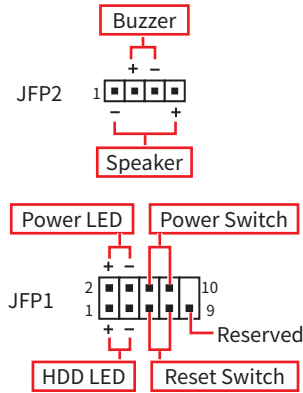 Buzzer
+ −
JFP2 1
− +
Speaker
Power LED Power Switch
+ −
2 10
JFP1
1 9
+ − Reserved
HDD LED Reset Switch